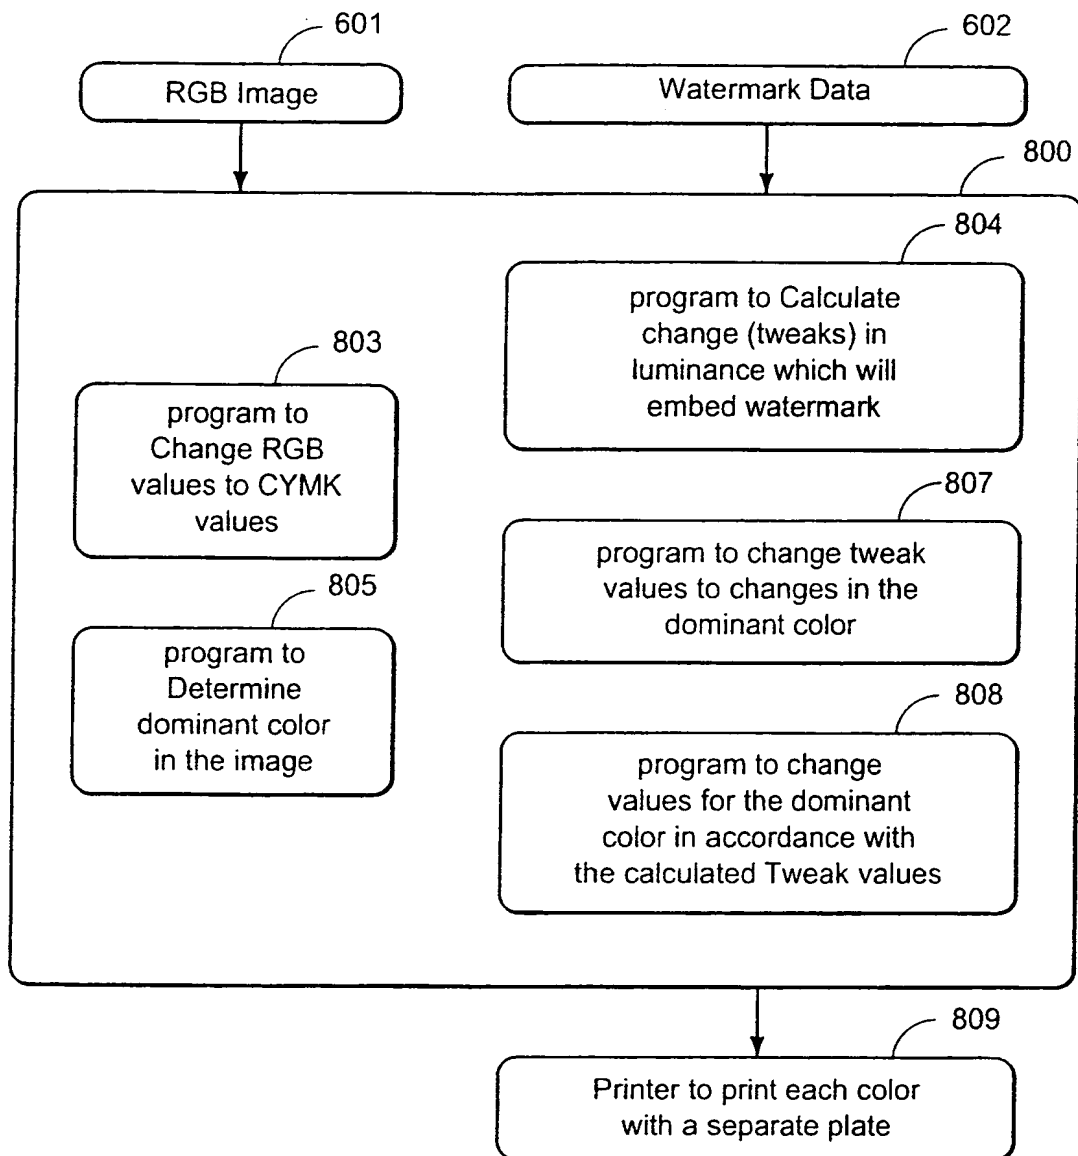 601
RGB Image
602
Watermark Data
800
804
program to Calculate
change (tweaks) in
luminance which will
embed watermark
803
program to
Change RGB
values to CYMK
values
807
program to change tweak
values to changes in the
dominant color
805
program to
Determine
dominant color
in the image
808
program to change
values for the dominant
color in accordance with
the calculated Tweak values
809
Printer to print each color
with a separate plate